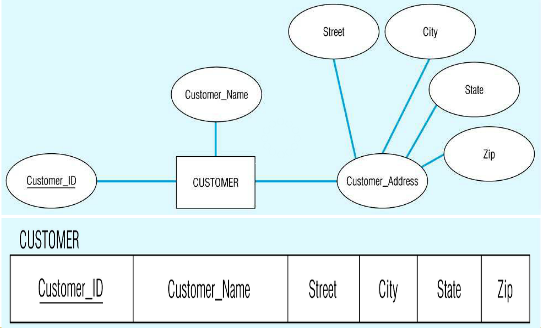 Street
City
Customer_Name
State
Zip
Customer_ID
CUSTOMER
Customer_Address
CUSTOMER
Customer_ID Customer_Name Street City State Zip